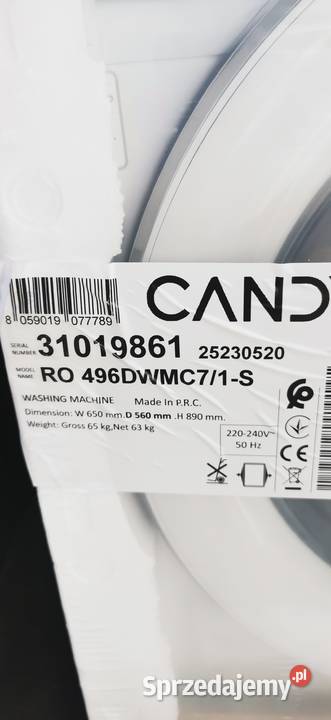 CANDY
8 059019 077789
SERIAL NUMBER 31019861 25230520
MODEL NAME RO 496DWMC7/1-S
WASHING MACHINE Made In P.R.C.
Dimension: W 650 mm.D 560 mm .H 890 mm.
Weight: Gross 65 kg,Net 63 kg
220-240V~
50 Hz
CE
Sprzedajemy.pl